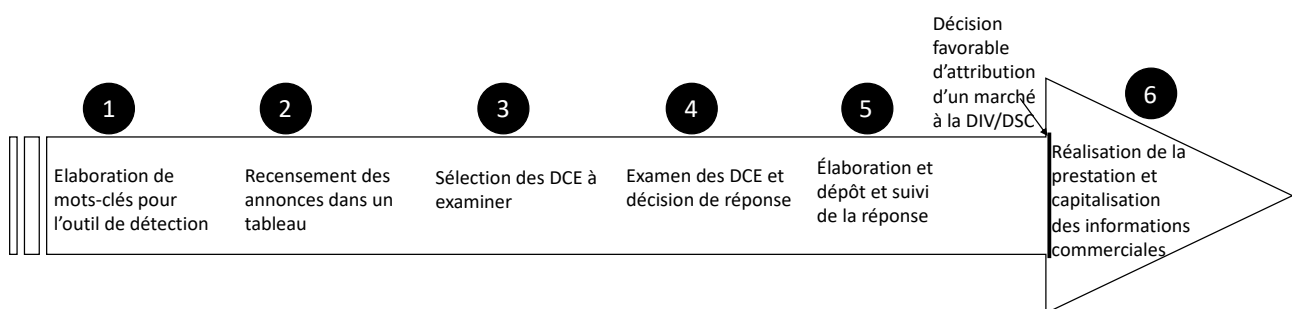 Décision
favorable
d'attribution
d'un marché
à la DIV/DSC
1
2
3
4
5
6
Elaboration de
mots-clés pour
l'outil de détection
Recensement des
annonces dans un
tableau
Sélection des DCE à
examiner
Examen des DCE et
décision de réponse
Élaboration et
dépôt et suivi
de la réponse
Réalisation de la
prestation et
capitalisation
des informations
commerciales